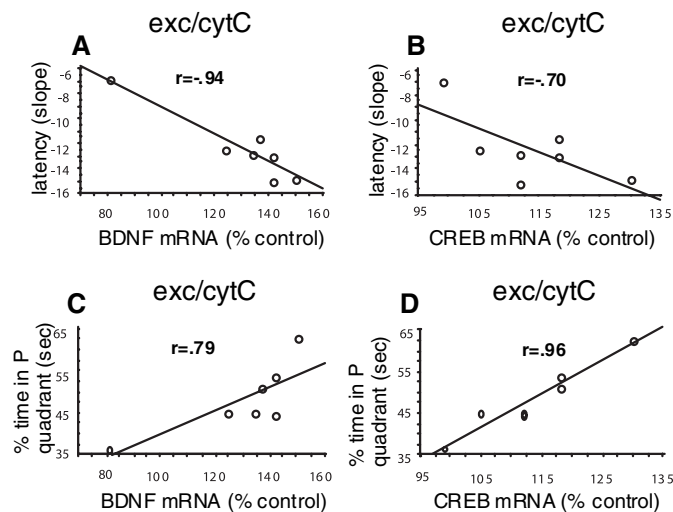 exc/cytC
A
r=-.94
latency (slope)
-6
-8
-10
-12
-14
-16
80 100 120 140 160
BDNF mRNA (% control)
exc/cytC
B
r=-.70
latency (slope)
-6
-8
-10
-12
-14
-16
95 105 115 125 135
CREB mRNA (% control)
exc/cytC
C
r=.79
% time in P
quadrant (sec)
65
55
45
35
80 100 120 140 160
BDNF mRNA (% control)
exc/cytC
D
r=.96
% time in P
quadrant (sec)
65
55
45
35
95 105 115 125 135
CREB mRNA (% control)